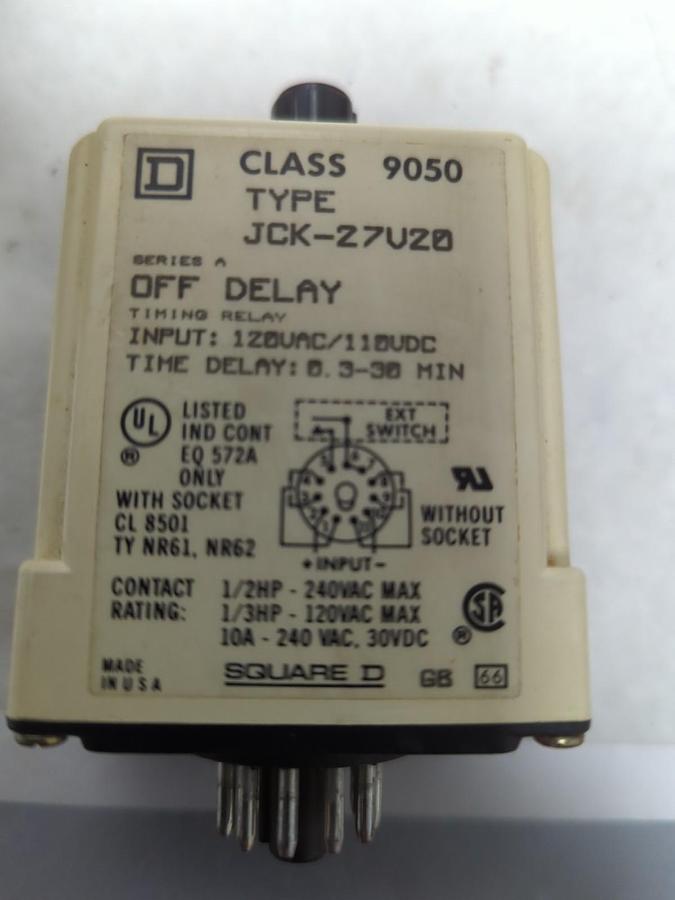 D CLASS 9050
TYPE
JCK-27V20
SERIES A
OFF DELAY
TIMING RELAY
INPUT: 120VAC/110VDC
TIME DELAY: 0.3-30 MIN
UL
®
LISTED
IND CONT
EQ 572A
ONLY
WITH SOCKET
CL 8501
TY NR61, NR62
EXT
SWITCH
+INPUT-
WITHOUT
SOCKET
CONTACT RATING:
1/2HP - 240VAC MAX
1/3HP - 120VAC MAX
10A - 240 VAC, 30VDC
SA
®
MADE
IN USA
SQUARE D
GB 66